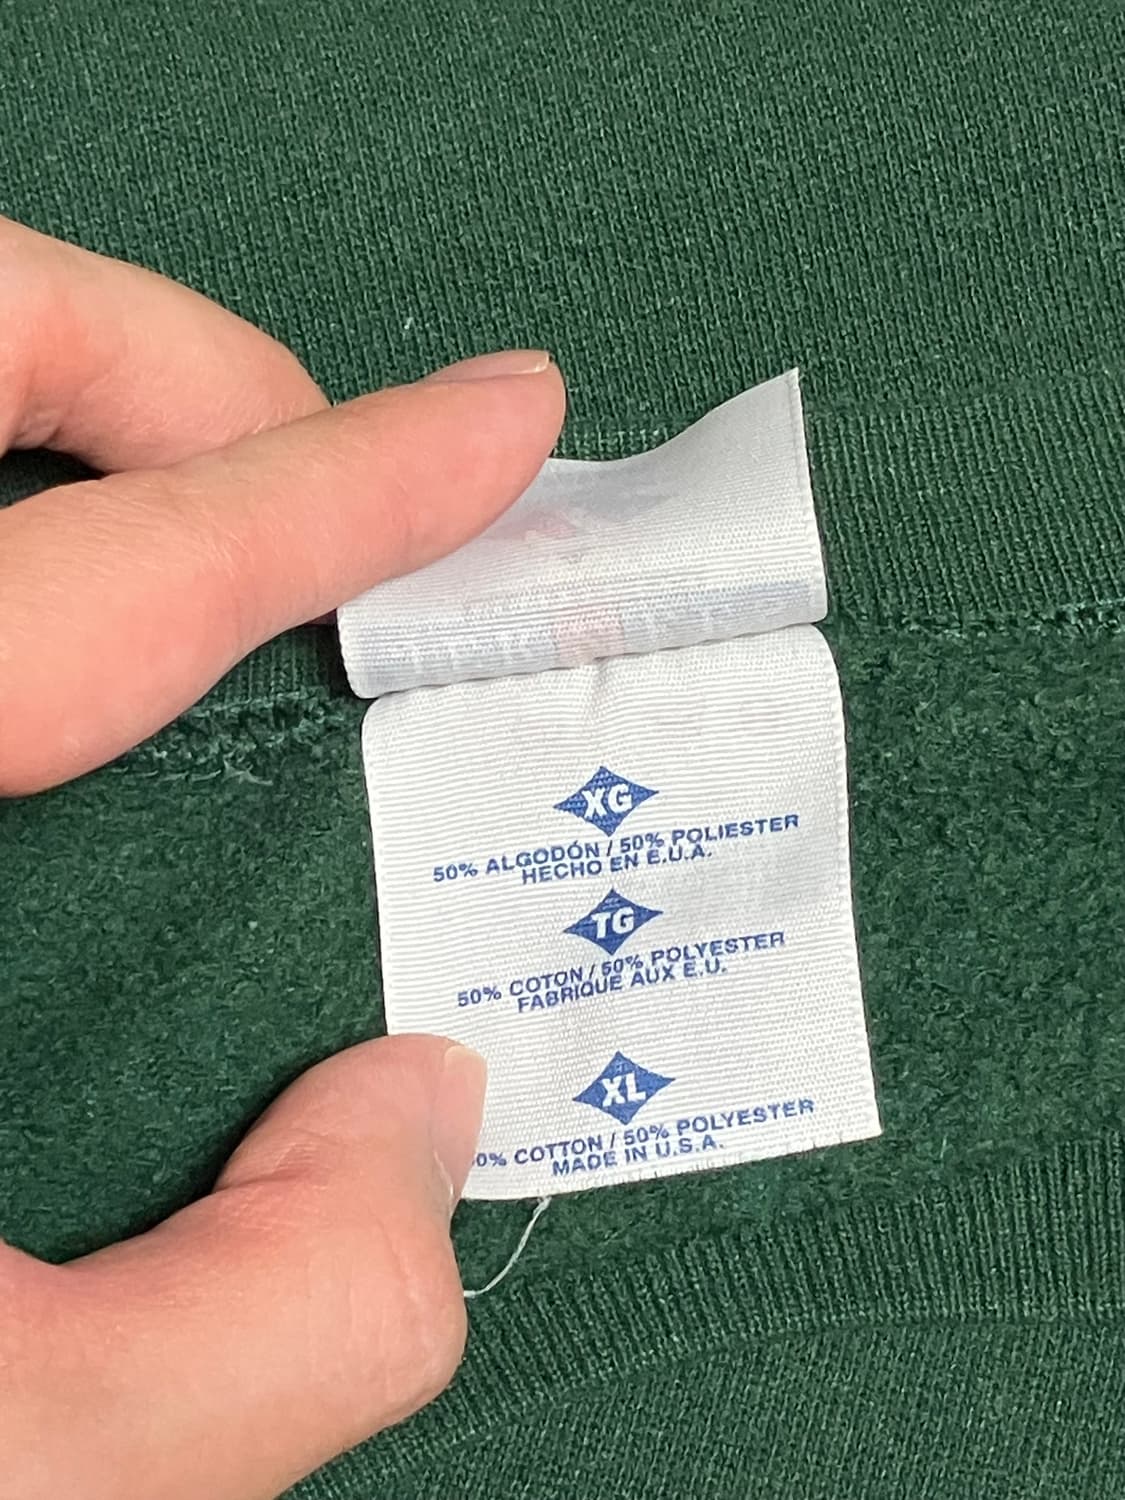 XG
50% ALGODÓN / 50% POLIESTER
HECHO EN E.U.A.
TG
50% COTON / 50% POLYESTER
FABRIQUE AUX E.U.
XL
0% COTTON / 50% POLYESTER
MADE IN U.S.A.